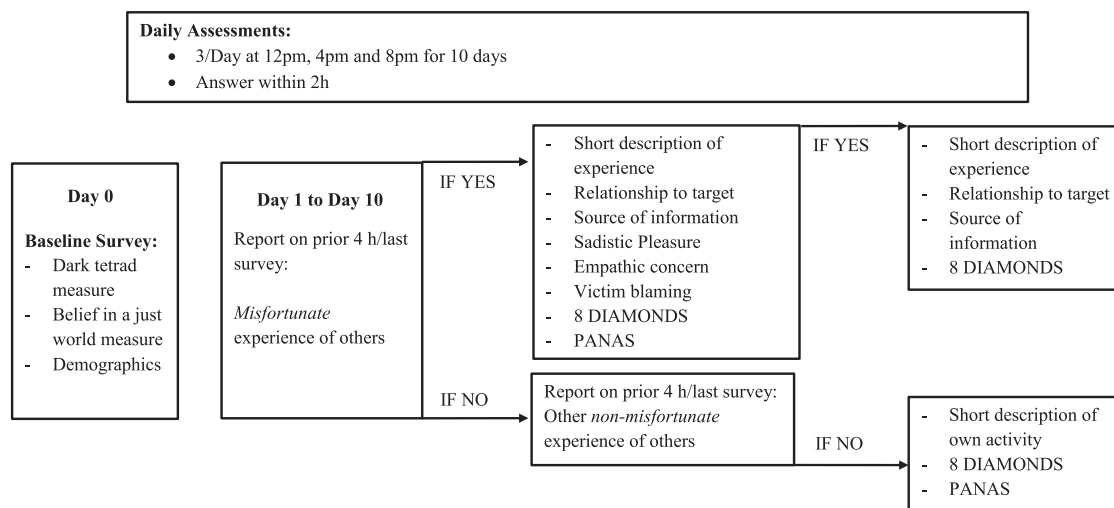 Daily Assessments:
• 3/Day at 12pm, 4pm and 8pm for 10 days
• Answer within 2h
Day 0
Baseline Survey:
- Dark tetrad
measure
- Belief in a just
world measure
- Demographics
Day 1 to Day 10
Report on prior 4 h/last
survey:
Misfortunate
experience of others
IF YES
- Short description of
experience
- Relationship to target
- Source of information
- Sadistic Pleasure
- Empathic concern
- Victim blaming
- 8 DIAMONDS
- PANAS
IF YES
- Short description of
experience
- Relationship to target
- Source of
information
- 8 DIAMONDS
IF NO
Report on prior 4 h/last survey:
Other non-misfortunate
experience of others
IF NO
- Short description of
own activity
- 8 DIAMONDS
- PANAS